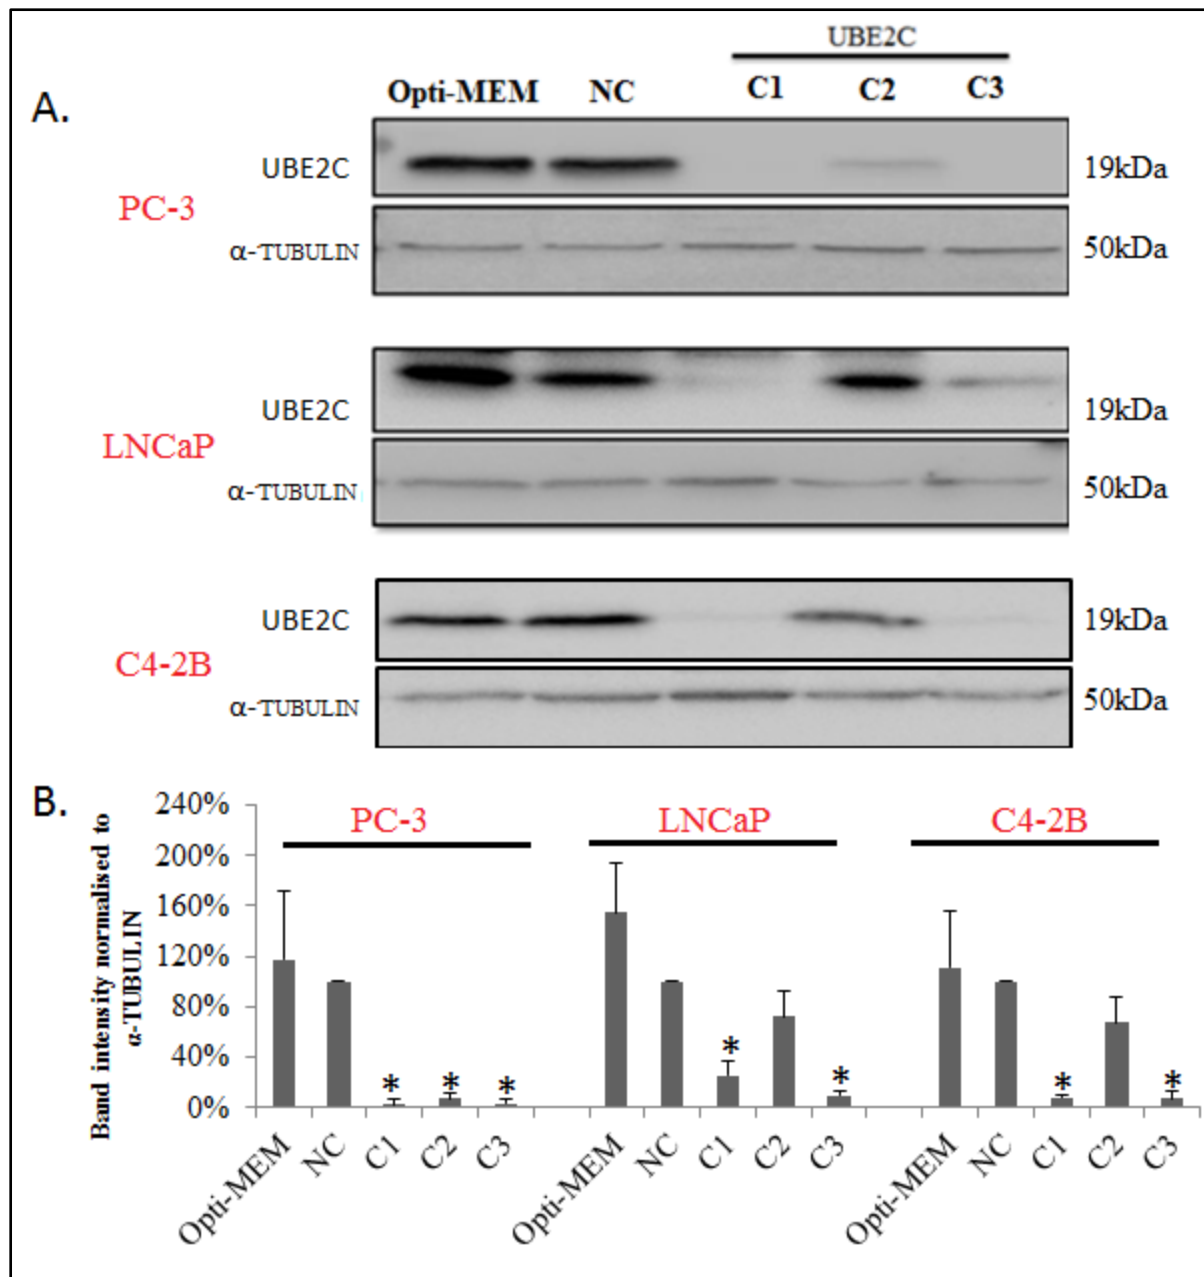 UBE2C
Opti-MEM NC C1 C2 C3
A.
UBE2C 19kDa
PC-3
α-TUBULIN 50kDa
UBE2C 19kDa
LNCaP
α-TUBULIN 50kDa
UBE2C 19kDa
C4-2B
α-TUBULIN 50kDa
B.
Band intensity normalised to
α-TUBULIN
240%
200%
160%
120%
80%
40%
0%
PC-3 LNCaP C4-2B
* * * * * * *
Opti-MEM NC C1 C2 C3 Opti-MEM NC C1 C2 C3 Opti-MEM NC C1 C2 C3